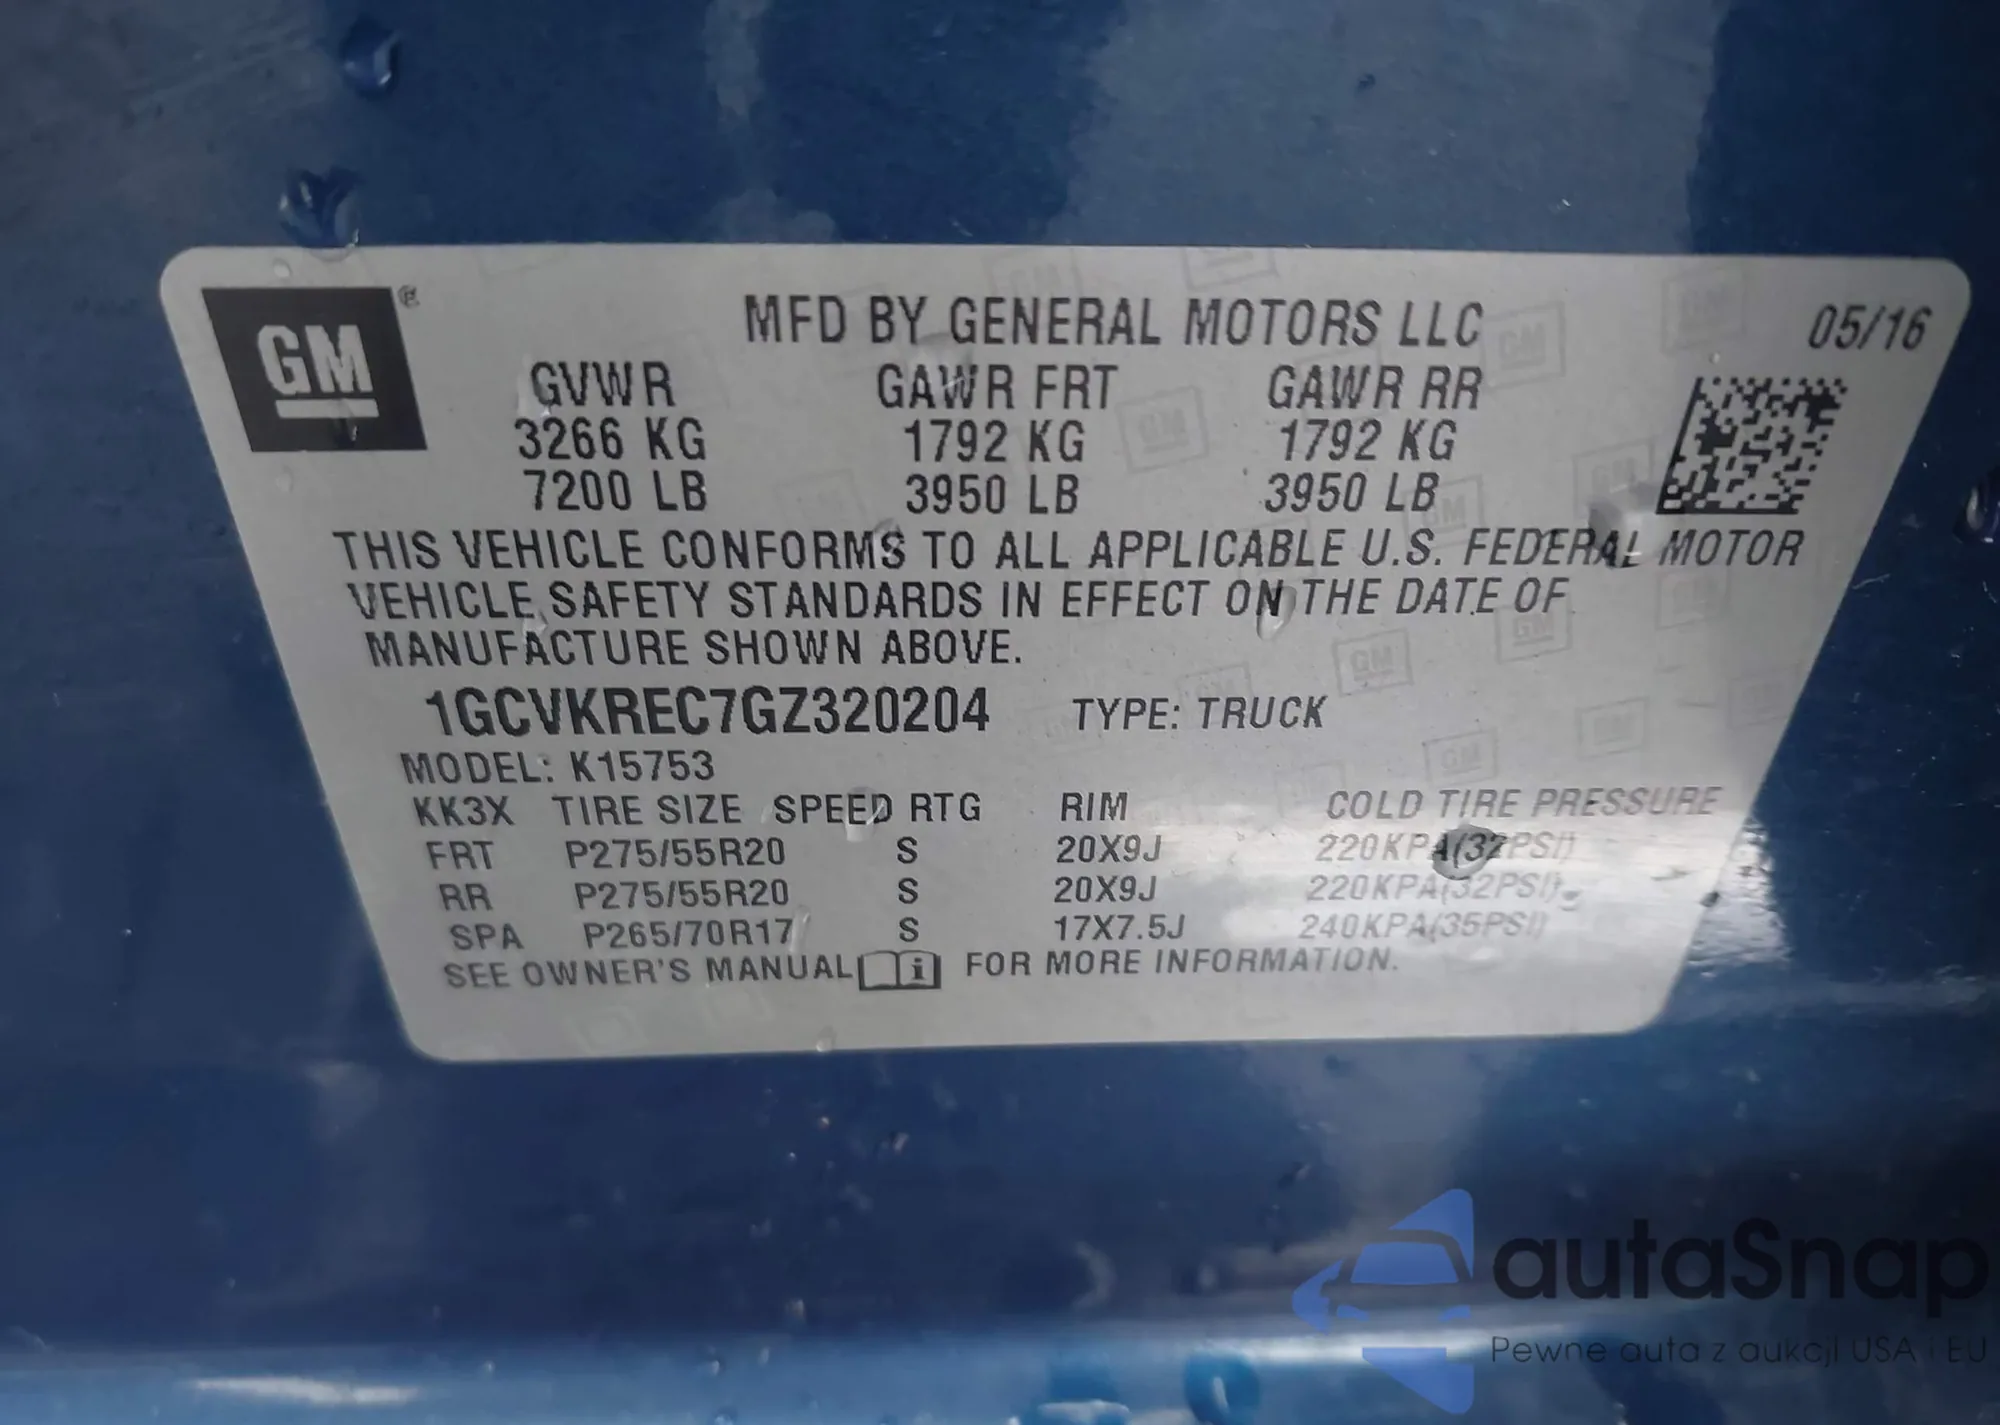 GM ®
MFD BY GENERAL MOTORS LLC
05/16
GVWR GAWR FRT GAWR RR
3266 KG 1792 KG 1792 KG
7200 LB 3950 LB 3950 LB
THIS VEHICLE CONFORMS TO ALL APPLICABLE U.S. FEDERAL MOTOR
VEHICLE SAFETY STANDARDS IN EFFECT ON THE DATE OF
MANUFACTURE SHOWN ABOVE.
1GCVKREC7GZ320204 TYPE: TRUCK
MODEL: K15753
KK3X TIRE SIZE SPEED RTG RIM COLD TIRE PRESSURE
FRT P275/55R20 S 20X9J 220KPA(32PSI)
RR P275/55R20 S 20X9J 220KPA(32PSI)
SPA P265/70R17 S 17X7.5J 240KPA(35PSI)
SEE OWNER'S MANUAL i FOR MORE INFORMATION.
autaSnap
Pewne auta z aukcji USA i EU